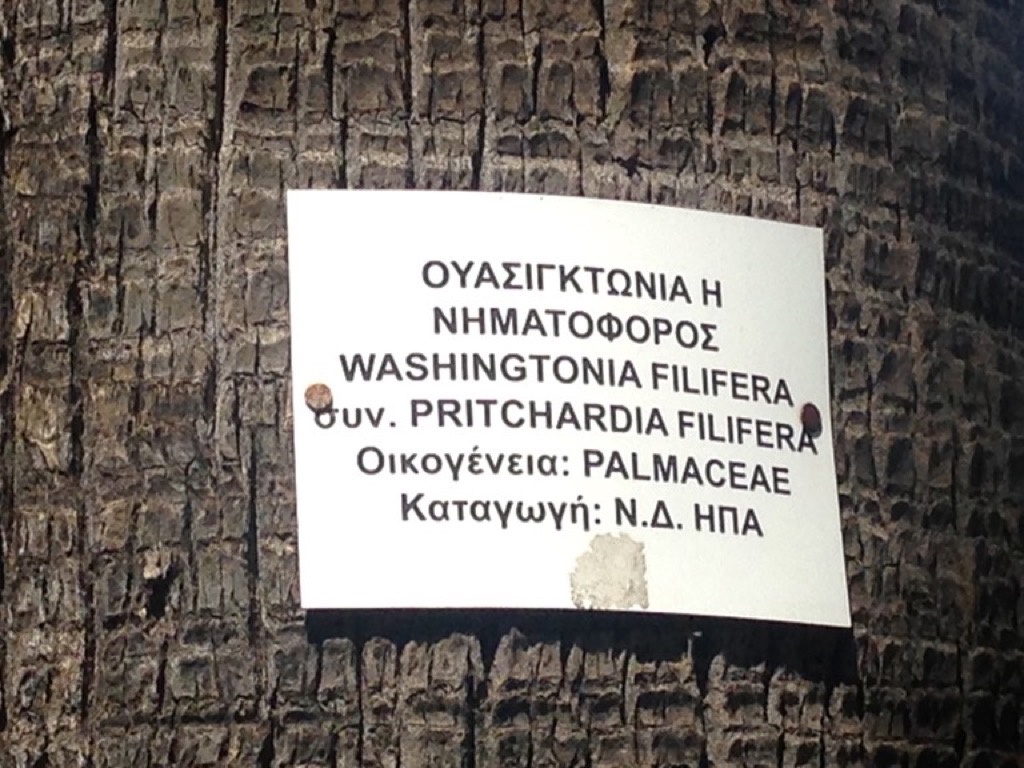 ΟΥΑΣΙΓΚΤΩΝΙΑ Η
ΝΗΜΑΤΟΦΟΡΟΣ
WASHINGTONIA FILIFERA
συν. PRITCHARDIA FILIFERA
Οικογένεια: PALMACEAE
Καταγωγή: Ν.Δ. ΗΠΑ